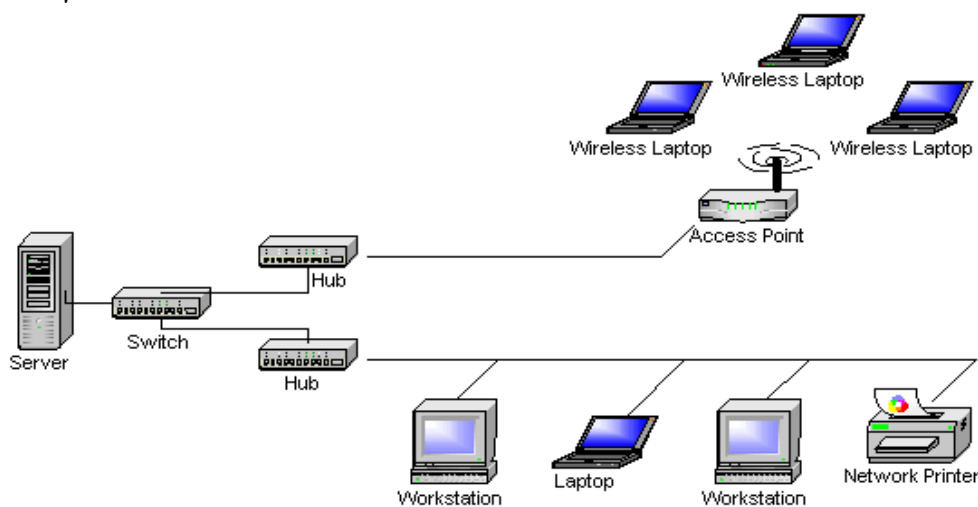 Wireless Laptop
Wireless Laptop
Wireless Laptop
Access Point
Hub
Switch
Server
Hub
Workstation
Laptop
Workstation
Network Printer